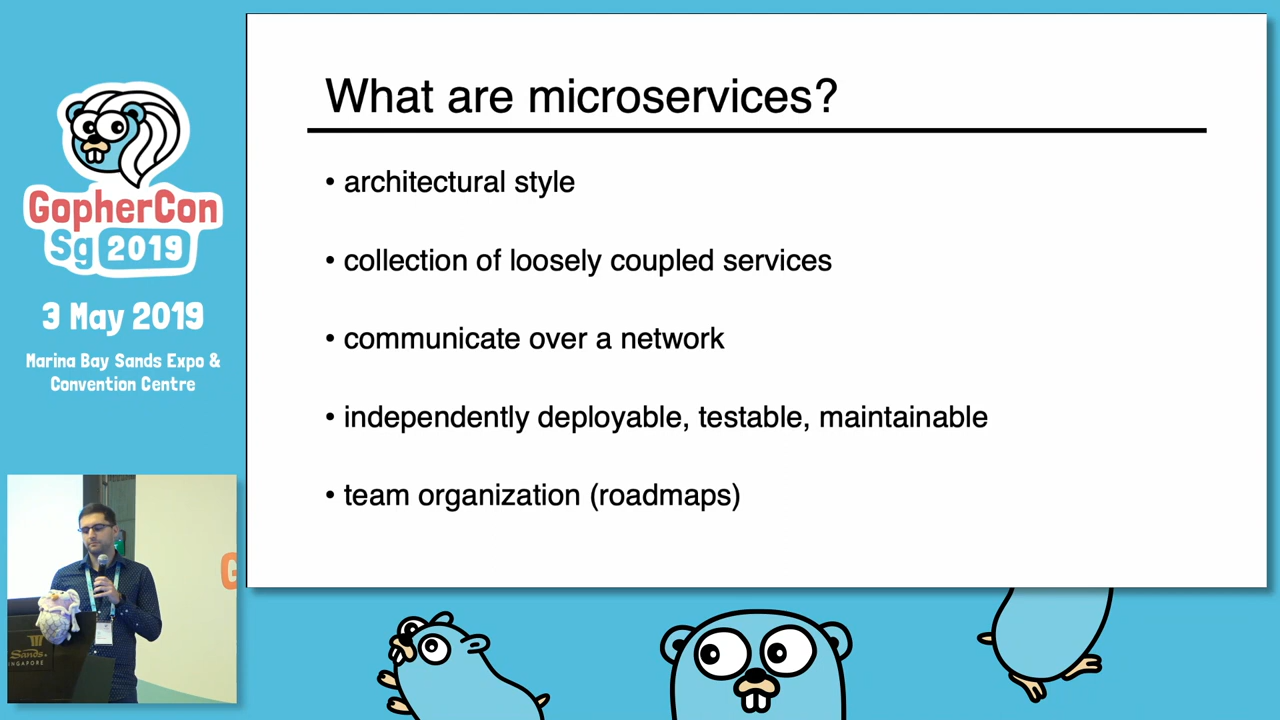 GopherCon
Sg 2019
3 May 2019
Marina Bay Sands Expo &
Convention Centre
What are microservices?
• architectural style
• collection of loosely coupled services
• communicate over a network
• independently deployable, testable, maintainable
• team organization (roadmaps)
G
Sands